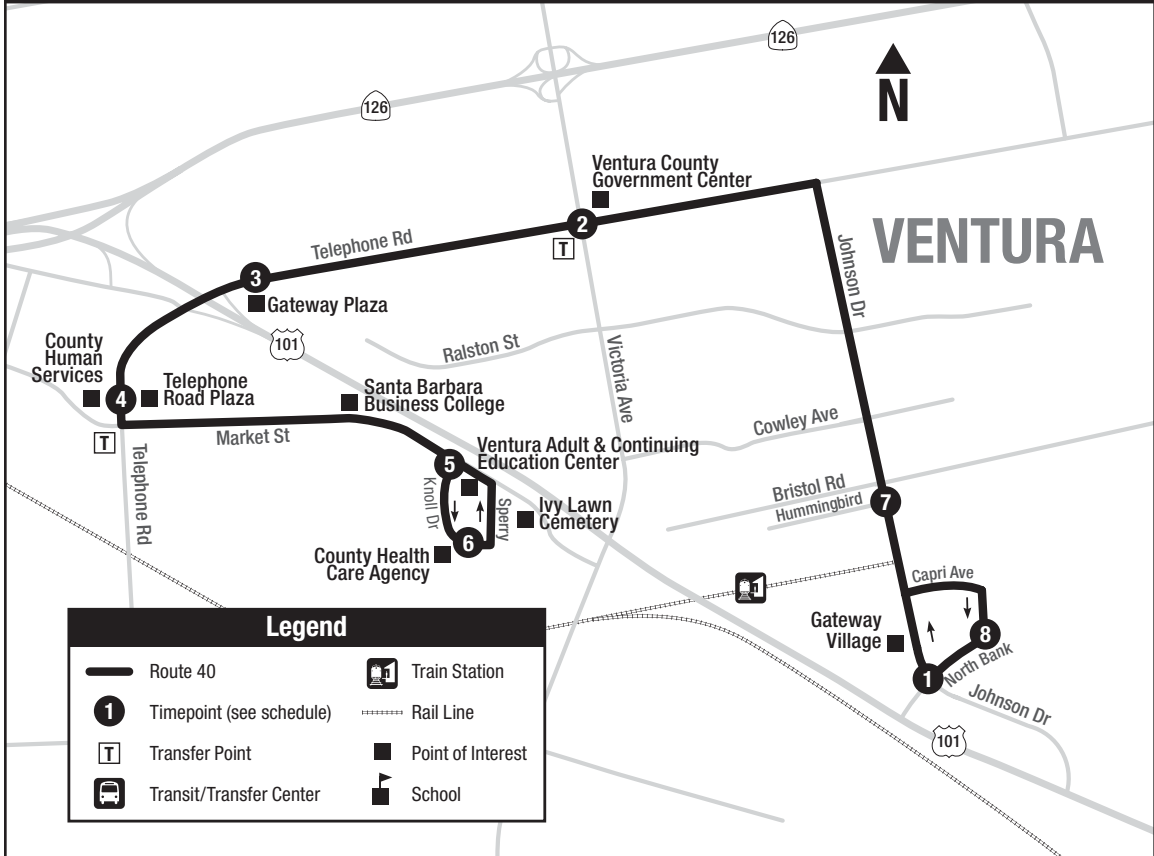 126
126
N
Ventura County
Government Center
2
T
Telephone Rd
VENTURA
Johnson Dr
3
Gateway Plaza
101
County
Human
Services
4
Telephone
Road Plaza
Ralston St
Victoria Ave
Santa Barbara
Business College
T
Market St
Telephone Rd
Cowley Ave
5
Ventura Adult & Continuing
Education Center
Knoll Dr
Sperry
Ivy Lawn
Cemetery
6
County Health
Care Agency
Bristol Rd
Hummingbird
7
Capri Ave
Gateway
Village
8
1
North Bank
Johnson Dr
101
Legend
Route 40
Train Station
1
Timepoint (see schedule)
Rail Line
T
Transfer Point
Point of Interest
Transit/Transfer Center
School